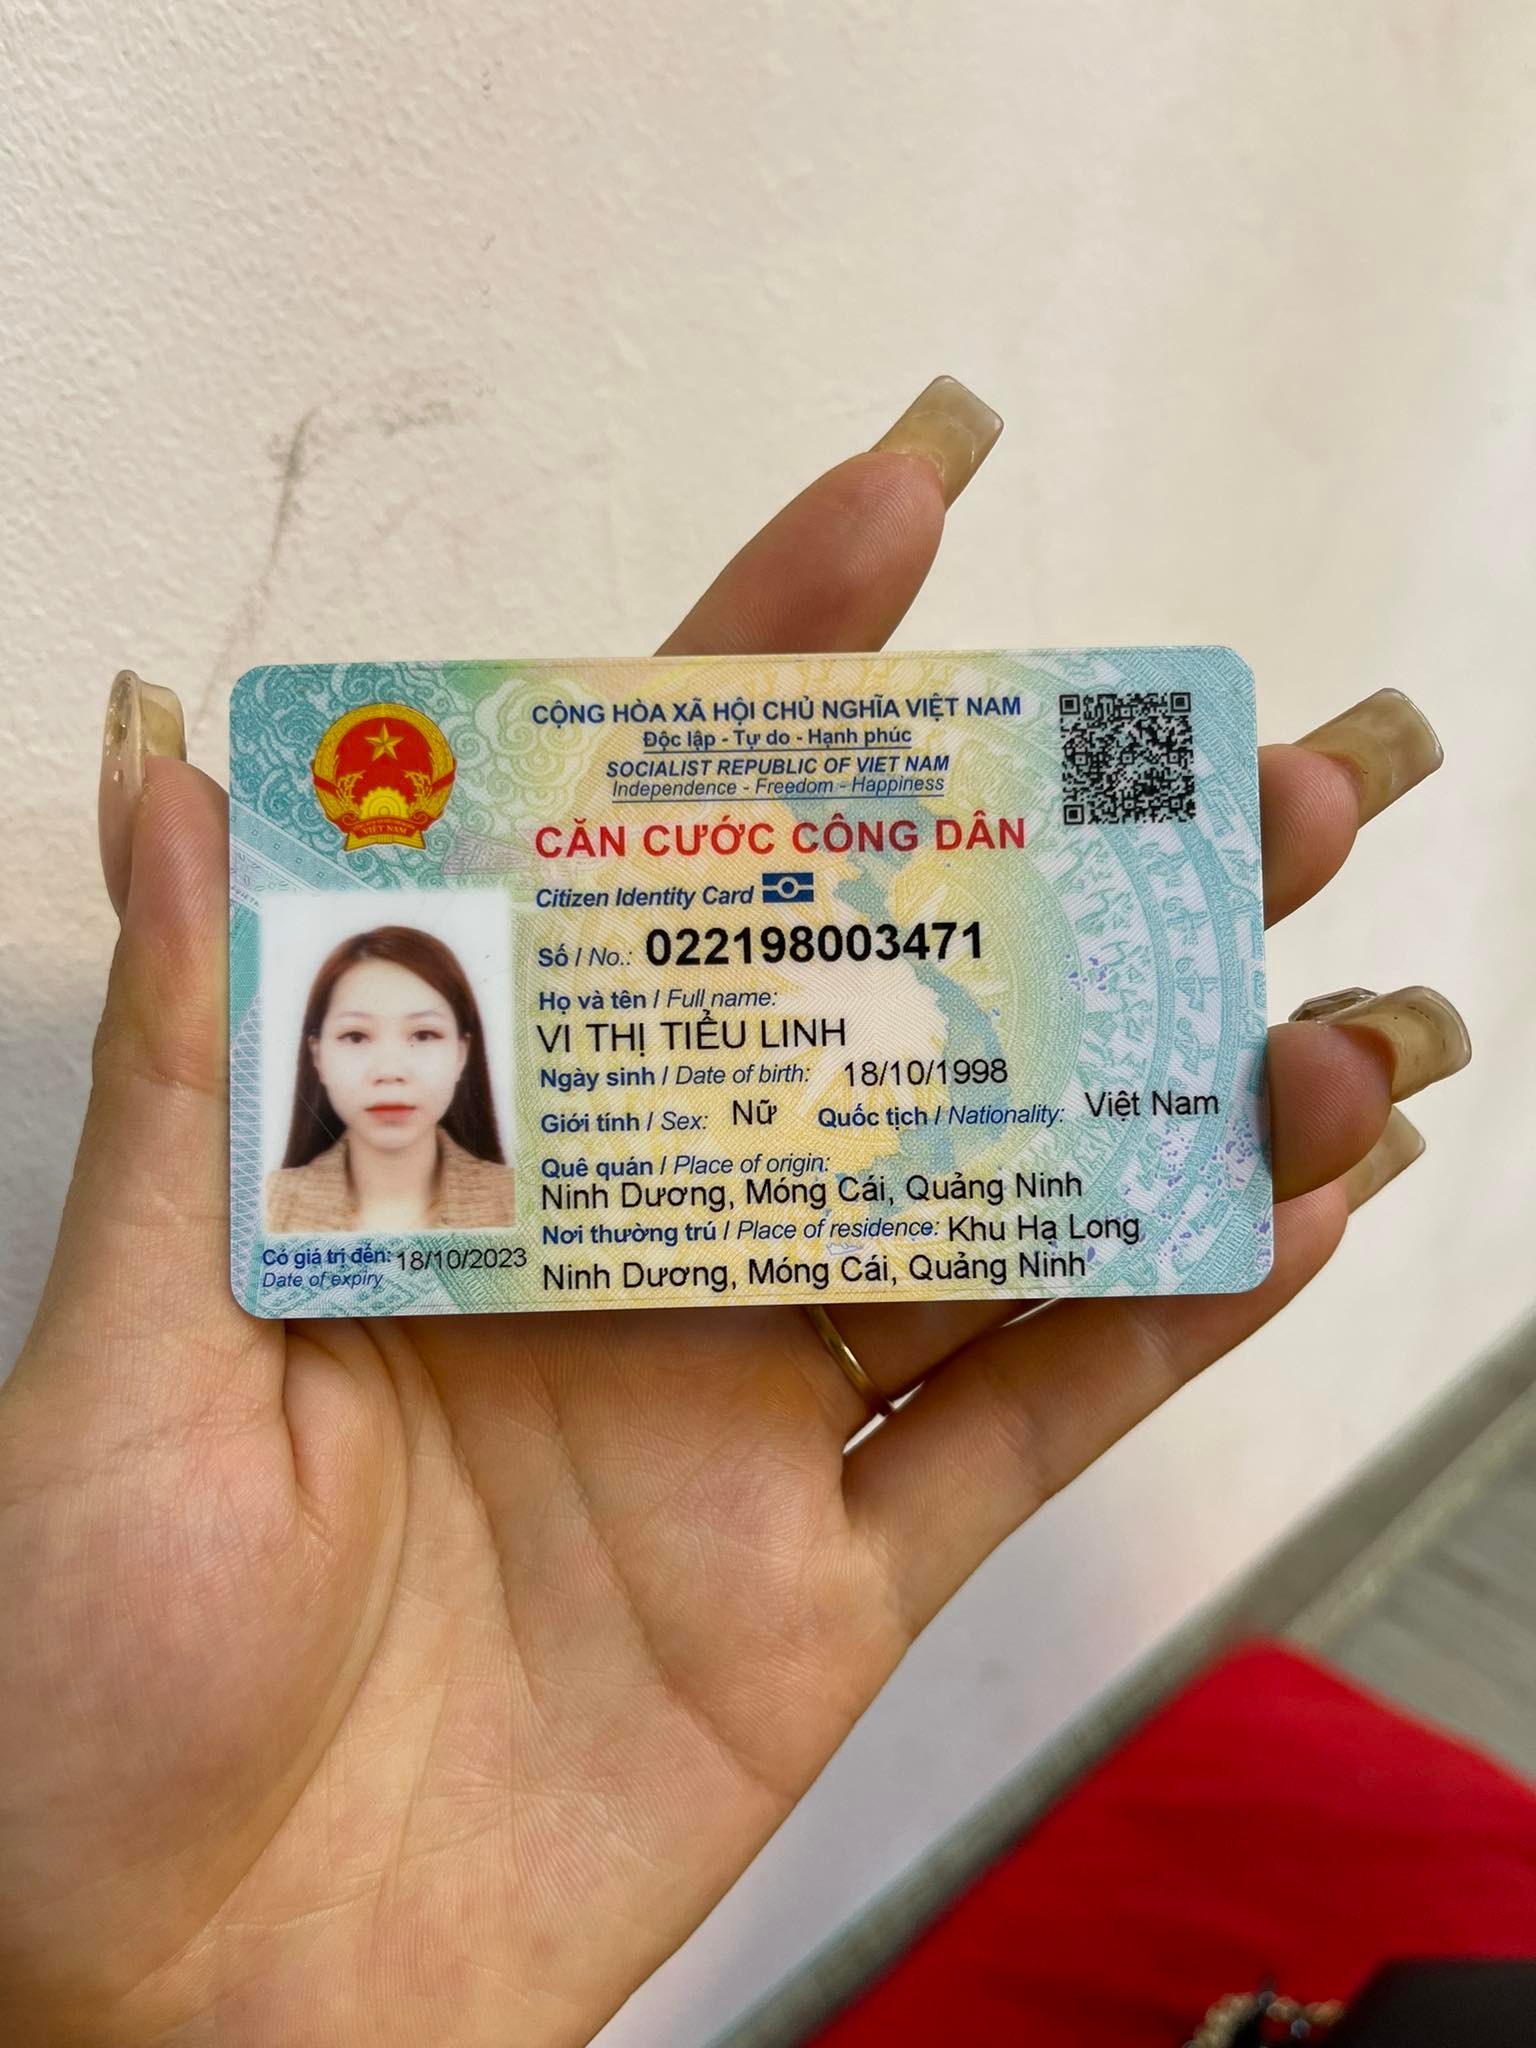 CỘNG HÒA XÃ HỘI CHỦ NGHĨA VIỆT NAM
Độc lập - Tự do - Hạnh phúc
SOCIALIST REPUBLIC OF VIET NAM
Independence - Freedom - Happiness
CĂN CƯỚC CÔNG DÂN
Citizen Identity Card
Số / No.: 022198003471
Họ và tên / Full name:
VI THỊ TIỂU LINH
Ngày sinh / Date of birth: 18/10/1998
Giới tính / Sex: Nữ Quốc tịch / Nationality: Việt Nam
Quê quán / Place of origin:
Ninh Dương, Móng Cái, Quảng Ninh
Nơi thường trú / Place of residence: Khu Hạ Long
Ninh Dương, Móng Cái, Quảng Ninh
Có giá trị đến: 18/10/2023
Date of expiry
VIỆT NAM